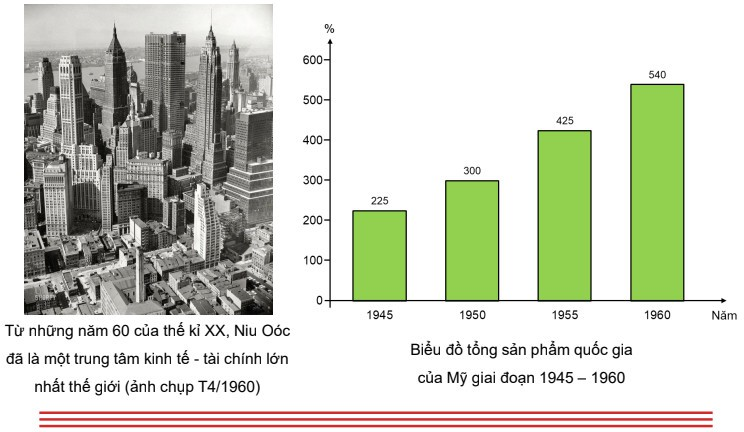 Từ những năm 60 của thế kỉ XX, Niu Oóc
đã là một trung tâm kinh tế - tài chính lớn
nhất thế giới (ảnh chụp T4/1960)
%
600
500
400
300
200
100
0
225
300
425
540
1945
1950
1955
1960
Năm
Biểu đồ tổng sản phẩm quốc gia
của Mỹ giai đoạn 1945 – 1960